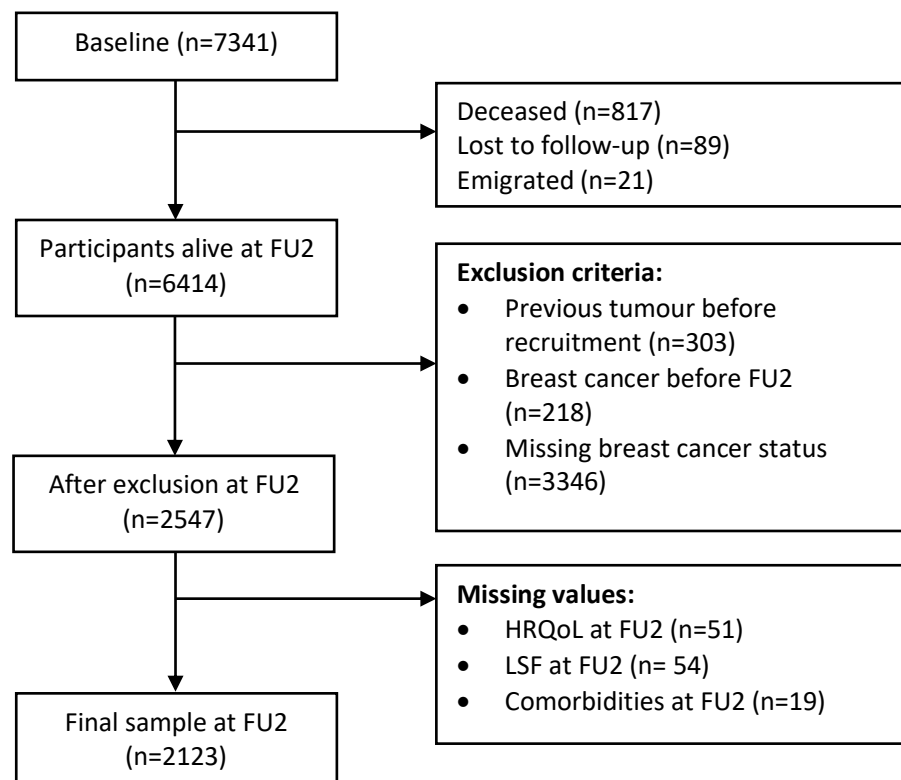 Baseline (n=7341)
Deceased (n=817)
Lost to follow-up (n=89)
Emigrated (n=21)
Participants alive at FU2
(n=6414)
Exclusion criteria:
• Previous tumour before
recruitment (n=303)
• Breast cancer before FU2
(n=218)
• Missing breast cancer status
(n=3346)
After exclusion at FU2
(n=2547)
Missing values:
• HRQoL at FU2 (n=51)
• LSF at FU2 (n= 54)
• Comorbidities at FU2 (n=19)
Final sample at FU2
(n=2123)